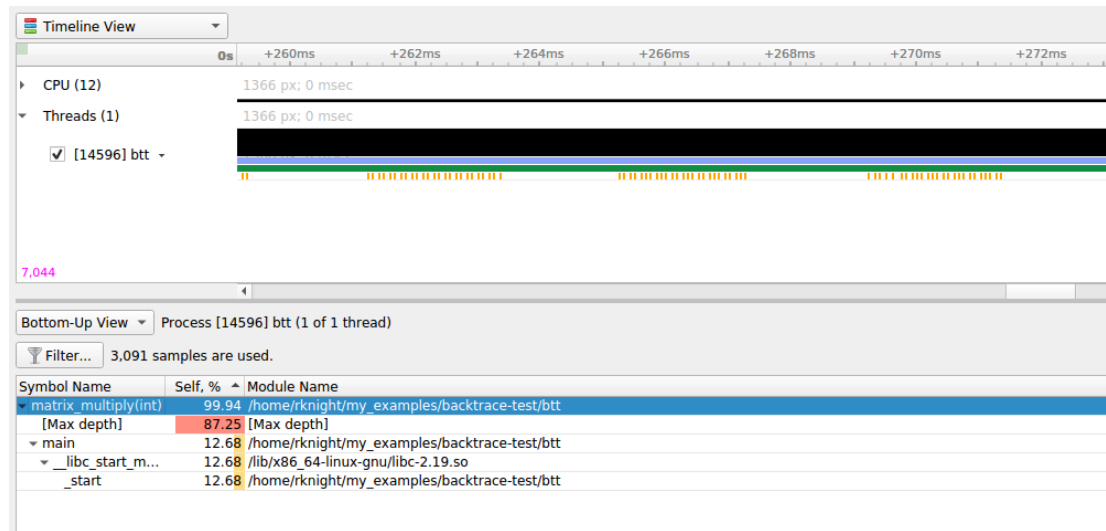 Timeline View
0s +260ms +262ms +264ms +266ms +268ms +270ms +272ms
CPU (12) 1366 px; 0 msec
Threads (1) 1366 px; 0 msec
[14596] btt
7,044
Bottom-Up View Process [14596] btt (1 of 1 thread)
Filter... 3,091 samples are used.
Symbol Name Self, % Module Name
matrix_multiply(int) 99.94 /home/rknight/my_examples/backtrace-test/btt
[Max depth] 87.25 [Max depth]
main 12.68 /home/rknight/my_examples/backtrace-test/btt
__libc_start_m... 12.68 /lib/x86_64-linux-gnu/libc-2.19.so
_start 12.68 /home/rknight/my_examples/backtrace-test/btt